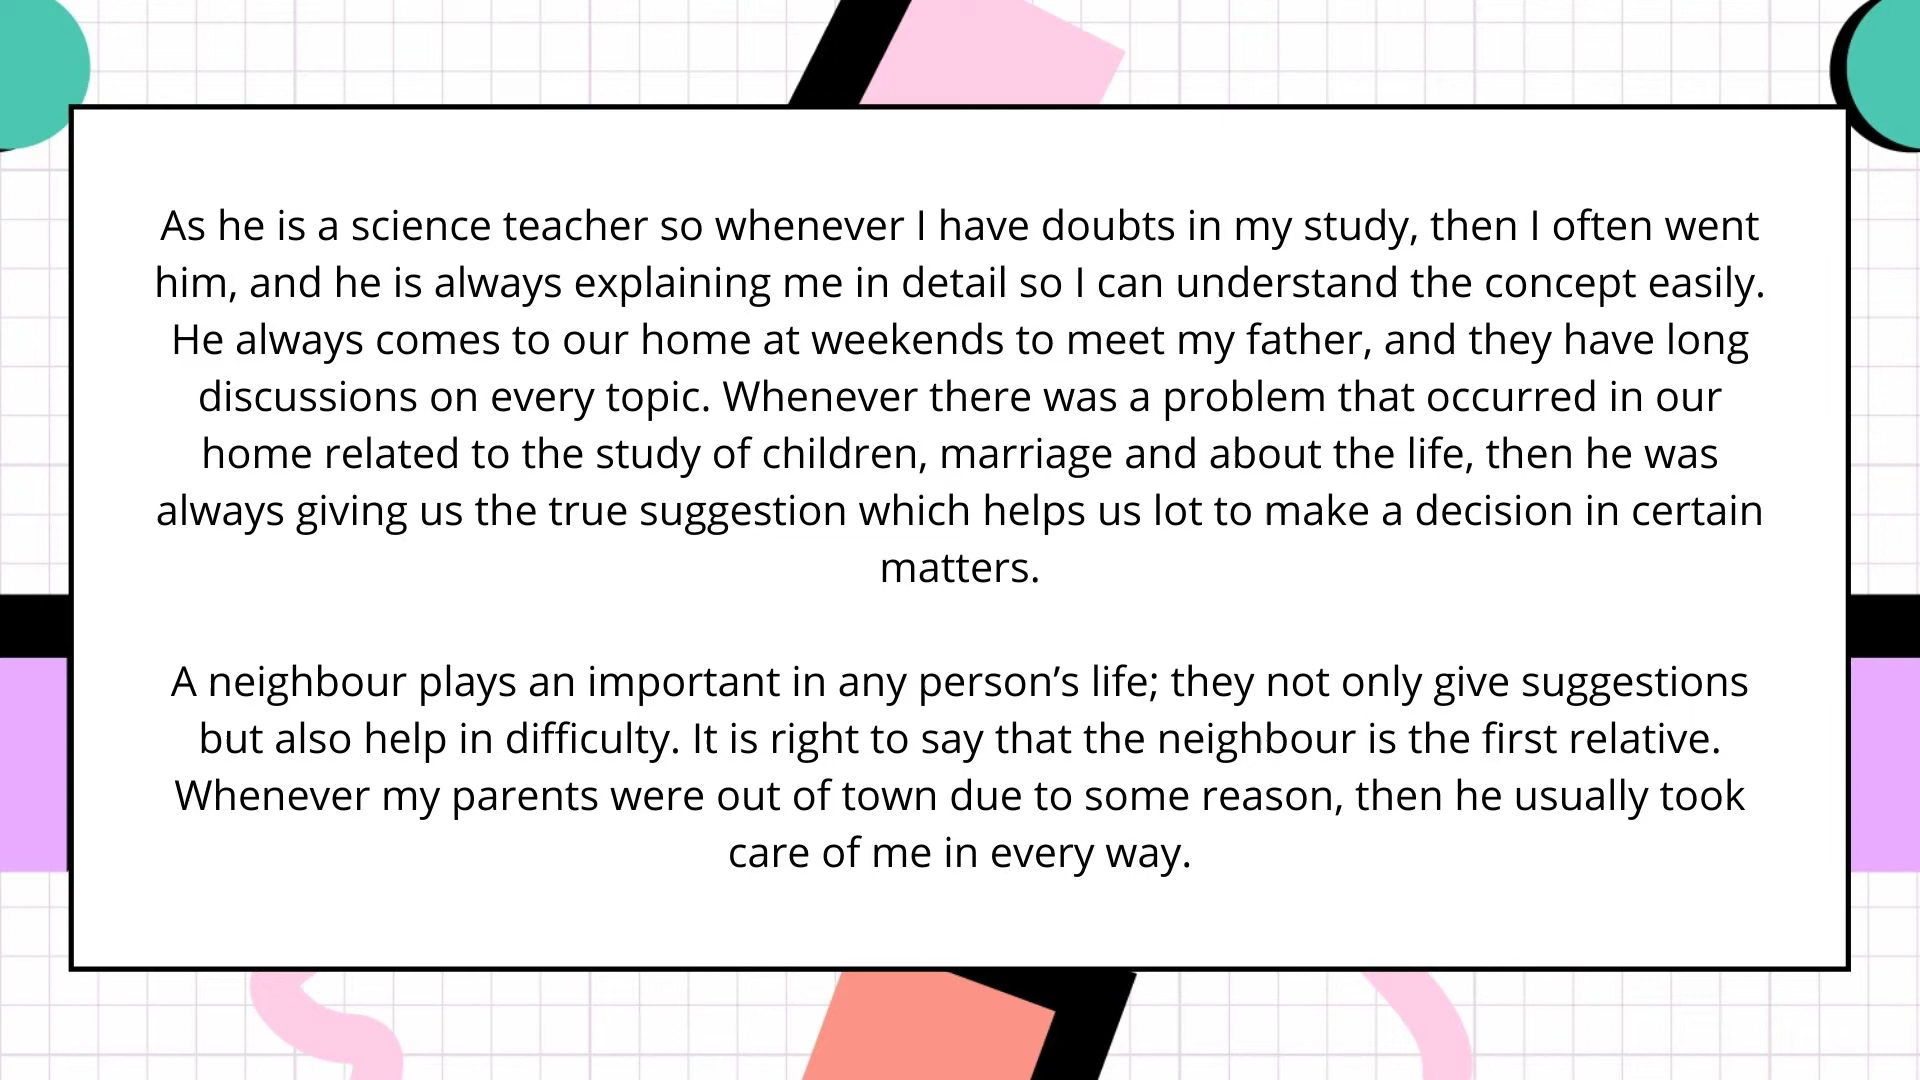 As he is a science teacher so whenever I have doubts in my study, then I often went
him, and he is always explaining me in detail so I can understand the concept easily.
He always comes to our home at weekends to meet my father, and they have long
discussions on every topic. Whenever there was a problem that occurred in our
home related to the study of children, marriage and about the life, then he was
always giving us the true suggestion which helps us lot to make a decision in certain
matters.
A neighbour plays an important in any person’s life; they not only give suggestions
but also help in difficulty. It is right to say that the neighbour is the first relative.
Whenever my parents were out of town due to some reason, then he usually took
care of me in every way.